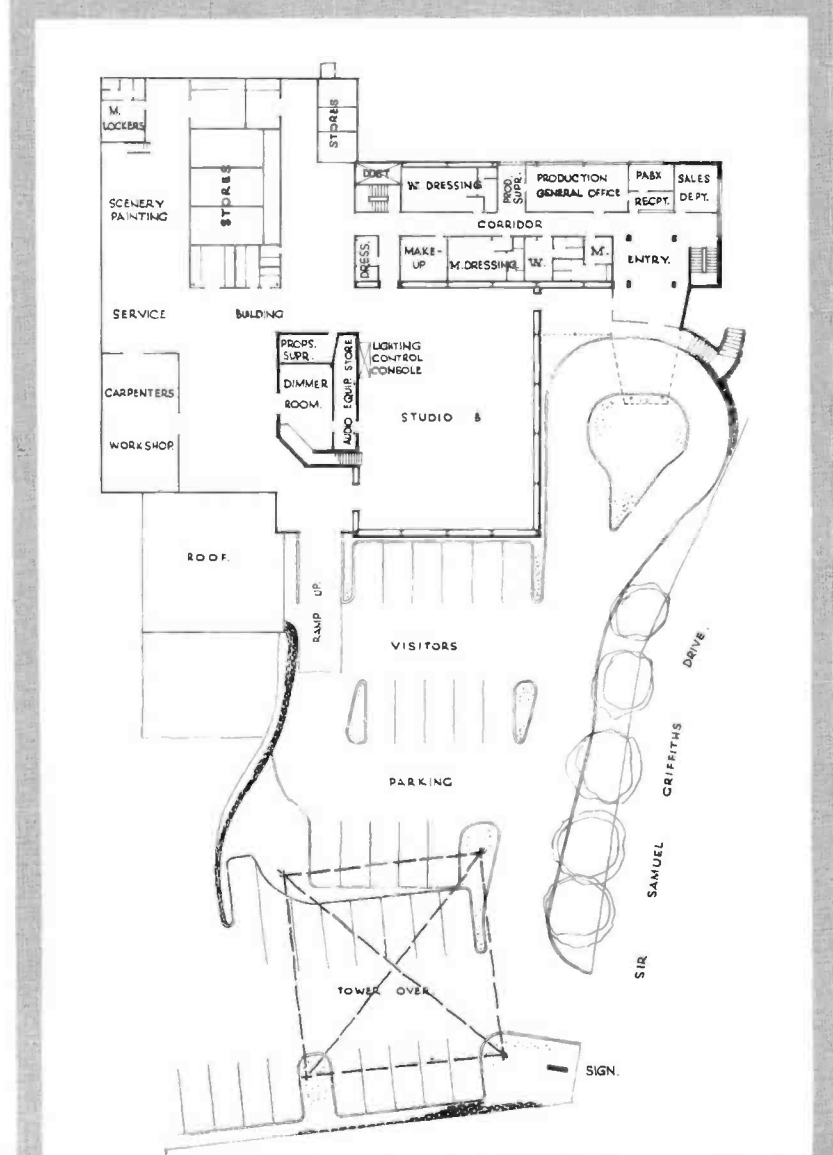 M.
LOCKERS
STORES
SCENERY
PAINTING
STORES
W. DRESSING
PROD.
SUPR.
PRODUCTION
GENERAL OFFICE
PABX
RECPT.
SALES
DEPT.
CORRIDOR
DRESS.
MAKE-
UP
M. DRESSING
W.
M.
ENTRY.
SERVICE BUILDING
PROPS.
SUPR.
DIMMER
ROOM.
AUDIO EQUIP. STORE
LIGHTING
CONTROL
CONSOLE
STUDIO B
CARPENTERS
WORKSHOP.
ROOF.
RAMP UP.
VISITORS
PARKING
SIR SAMUEL GRIFFITHS DRIVE.
TOWER OVER.
SIGN.